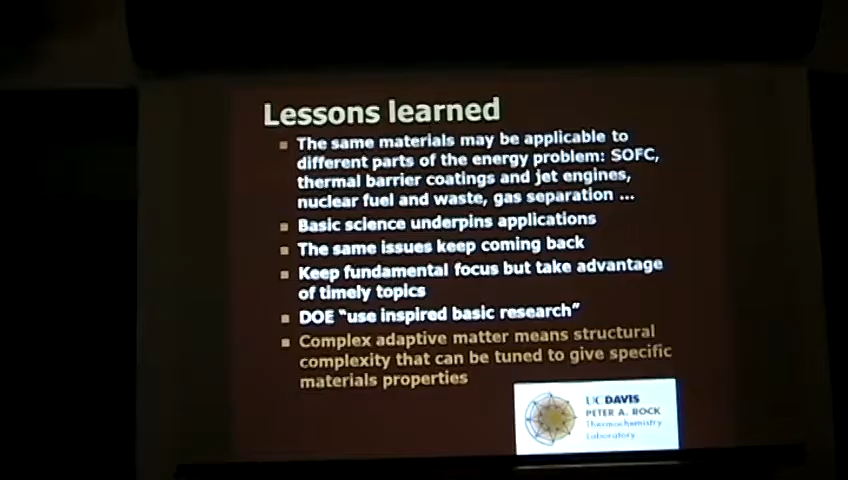 Lessons learned
The same materials may be applicable to
different parts of the energy problem: SOFC,
thermal barrier coatings and jet engines,
nuclear fuel and waste, gas separation ...
Basic science underpins applications
The same issues keep coming back
Keep fundamental focus but take advantage
of timely topics
DOE "use inspired basic research"
Complex adaptive matter means structural
complexity that can be tuned to give specific
materials properties
UC DAVIS
PETER A. ROCK
Thermochemistry
Laboratory